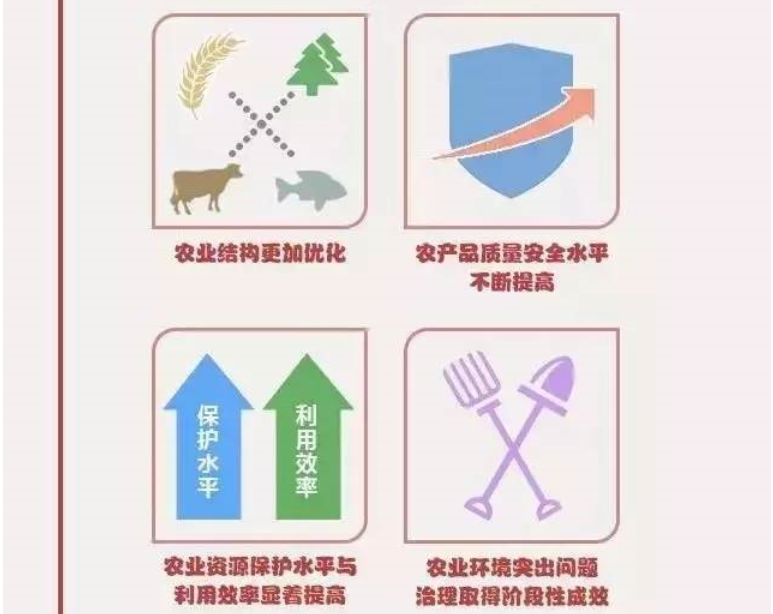 农业结构更加优化
农产品质量安全水平
不断提高
保护水平
利用效率
农业资源保护水平与
利用效率显着提高
农业环境突出问题
治理取得阶段性成效